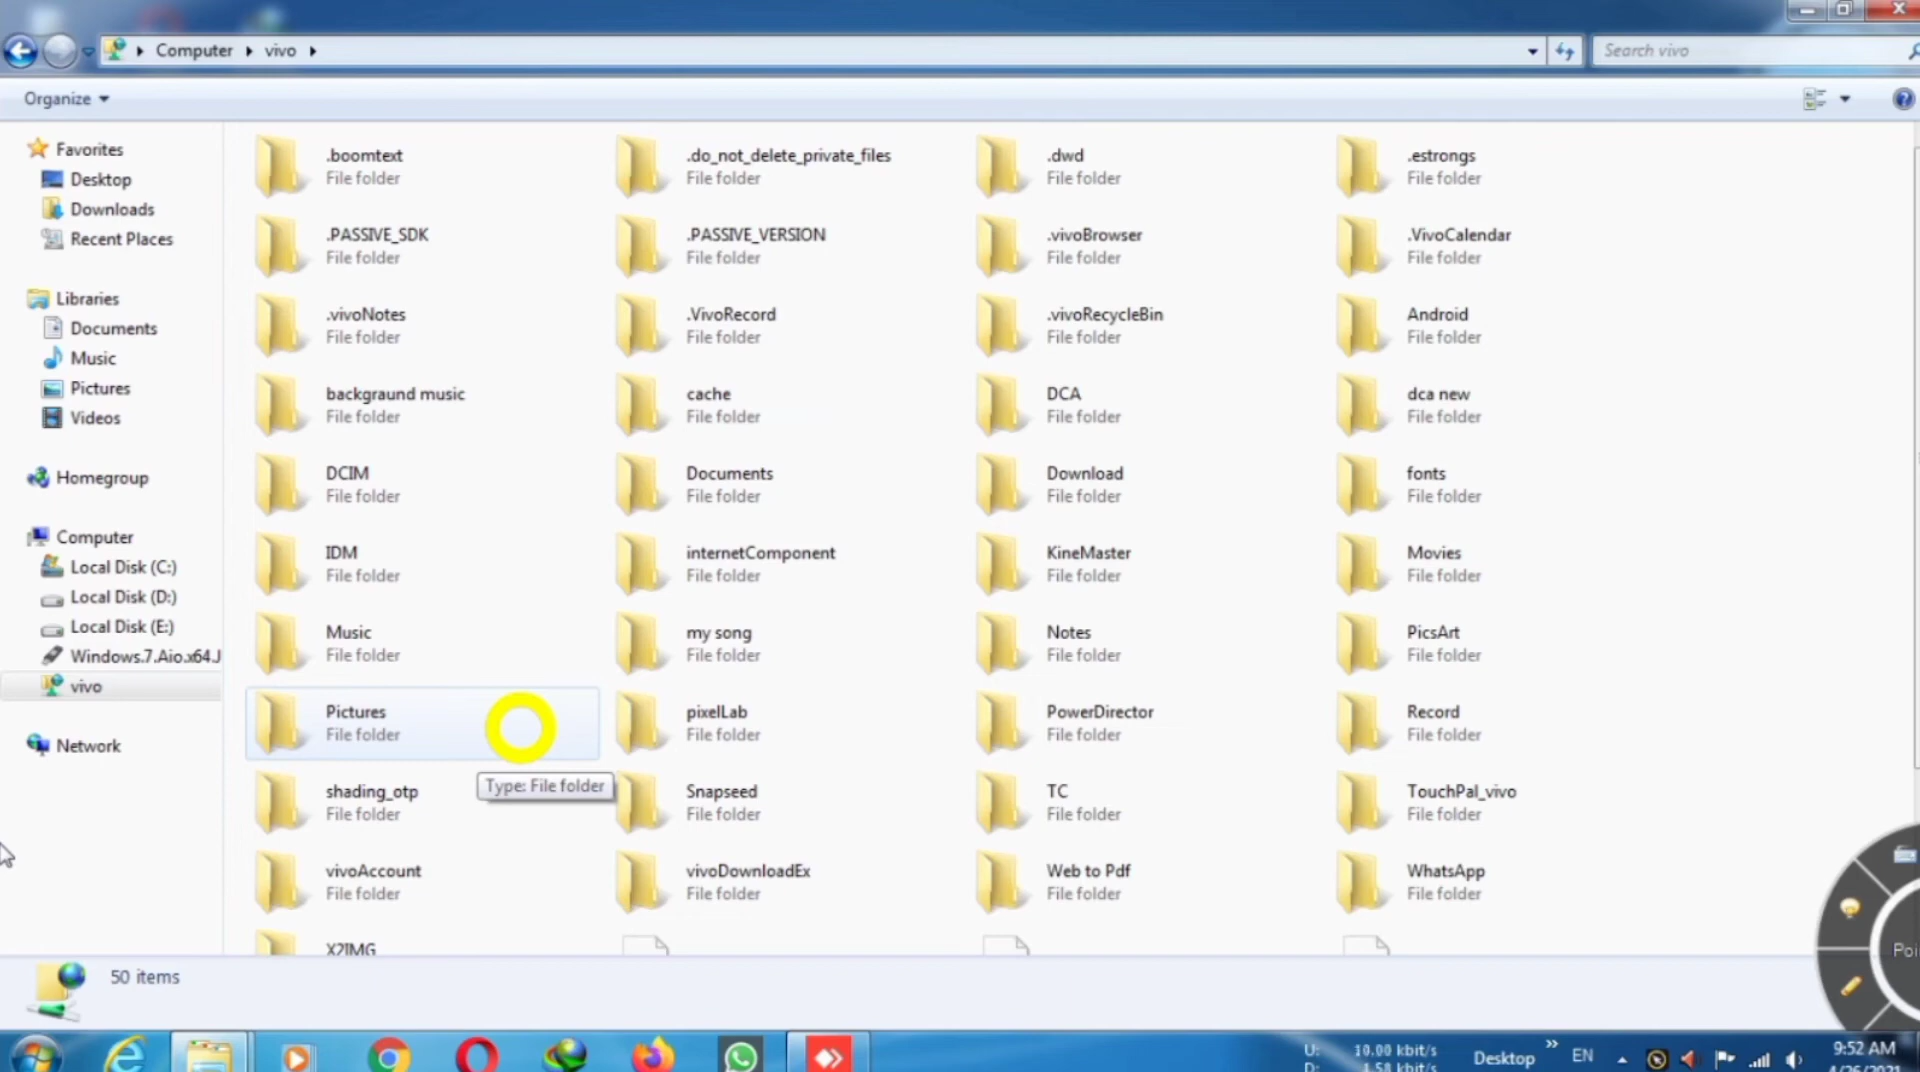 Computer vivo
Search vivo
Organize
Favorites
Desktop
Downloads
Recent Places
Libraries
Documents
Music
Pictures
Videos
Homegroup
Computer
Local Disk (C:)
Local Disk (D:)
Local Disk (E:)
Windows.7.Aio.x64.J
vivo
Network
.boomtext
File folder
.do_not_delete_private_files
File folder
.dwd
File folder
.estrongs
File folder
.PASSIVE_SDK
File folder
.PASSIVE_VERSION
File folder
.vivoBrowser
File folder
.VivoCalendar
File folder
.vivoNotes
File folder
.VivoRecord
File folder
.vivoRecycleBin
File folder
Android
File folder
backgraund music
File folder
cache
File folder
DCA
File folder
dca new
File folder
DCIM
File folder
Documents
File folder
Download
File folder
fonts
File folder
IDM
File folder
internetComponent
File folder
KineMaster
File folder
Movies
File folder
Music
File folder
my song
File folder
Notes
File folder
PicsArt
File folder
Pictures
File folder
pixelLab
File folder
PowerDirector
File folder
Record
File folder
Type: File folder
shading_otp
File folder
Snapseed
File folder
TC
File folder
TouchPal_vivo
File folder
vivoAccount
File folder
vivoDownloadEx
File folder
Web to Pdf
File folder
WhatsApp
File folder
X2IMG
Poi
50 items
U: 10.00 kbit/s
D: 1.58 kbit/s
Desktop
EN
9:52 AM
4/26/2021